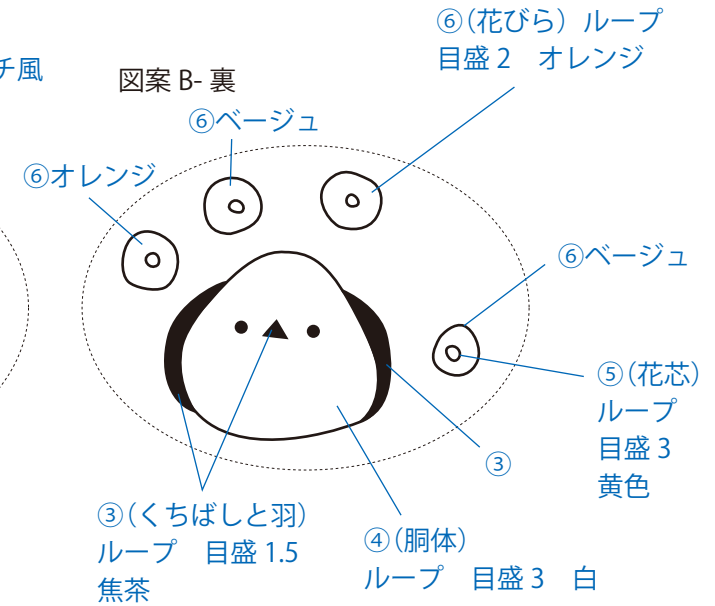 ⑥(花びら）ループ
目盛 2　オレンジ
チ風
図案 B- 裏
⑥ベージュ
⑥オレンジ
⑥ベージュ
⑤(花芯)
ループ
目盛 3
黄色
③
③(くちばしと羽)
ループ　目盛 1.5
焦茶
④(胴体)
ループ　目盛 3　白